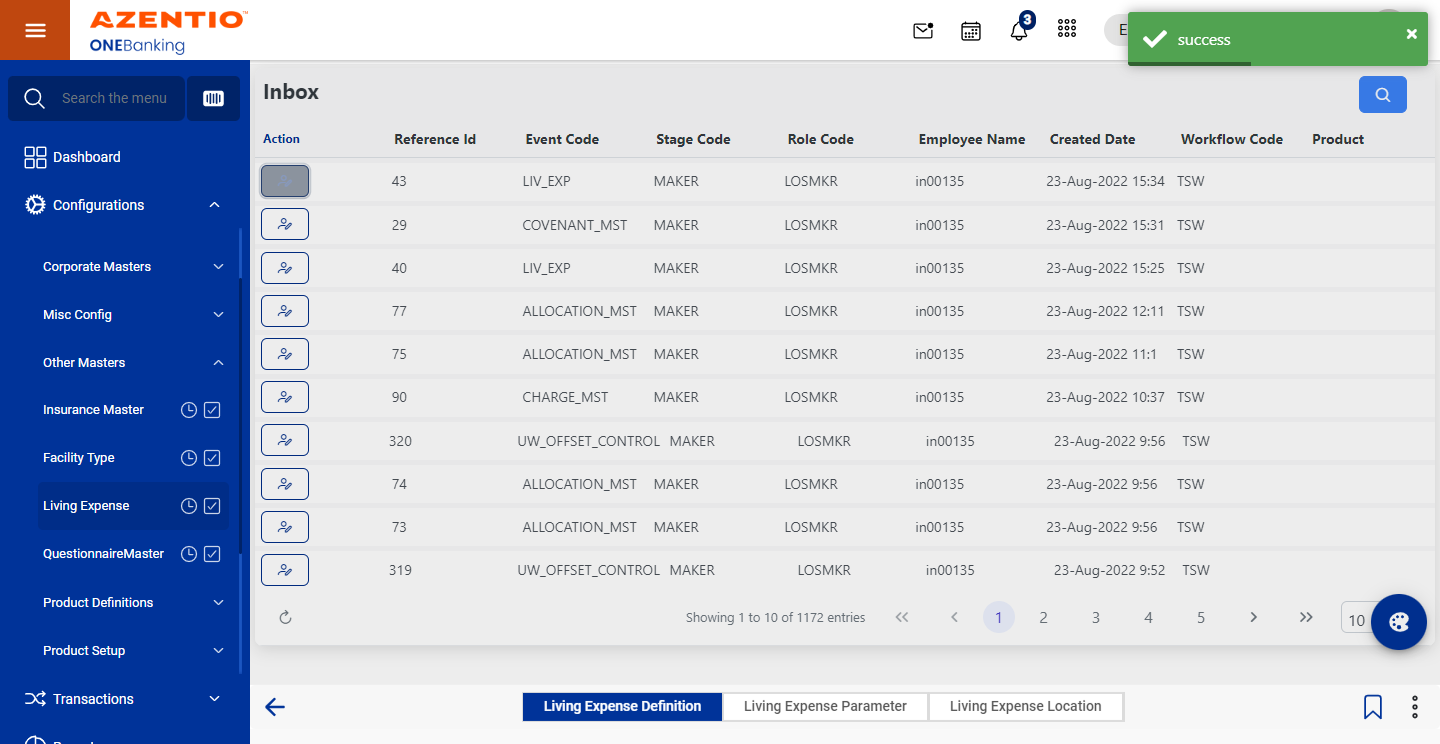 AZENTIO™
ONEBanking
3
E
success
Search the menu
Dashboard
Configurations
Corporate Masters
Misc Config
Other Masters
Insurance Master
Facility Type
Living Expense
QuestionnaireMaster
Product Definitions
Product Setup
Transactions
Inbox
Action Reference Id Event Code Stage Code Role Code Employee Name Created Date Workflow Code Product
43 LIV_EXP MAKER LOSMKR in00135 23-Aug-2022 15:34 TSW
29 COVENANT_MST MAKER LOSMKR in00135 23-Aug-2022 15:31 TSW
40 LIV_EXP MAKER LOSMKR in00135 23-Aug-2022 15:25 TSW
77 ALLOCATION_MST MAKER LOSMKR in00135 23-Aug-2022 12:11 TSW
75 ALLOCATION_MST MAKER LOSMKR in00135 23-Aug-2022 11:1 TSW
90 CHARGE_MST MAKER LOSMKR in00135 23-Aug-2022 10:37 TSW
320 UW_OFFSET_CONTROL MAKER LOSMKR in00135 23-Aug-2022 9:56 TSW
74 ALLOCATION_MST MAKER LOSMKR in00135 23-Aug-2022 9:56 TSW
73 ALLOCATION_MST MAKER LOSMKR in00135 23-Aug-2022 9:56 TSW
319 UW_OFFSET_CONTROL MAKER LOSMKR in00135 23-Aug-2022 9:52 TSW
Showing 1 to 10 of 1172 entries 1 2 3 4 5 10
Living Expense Definition Living Expense Parameter Living Expense Location